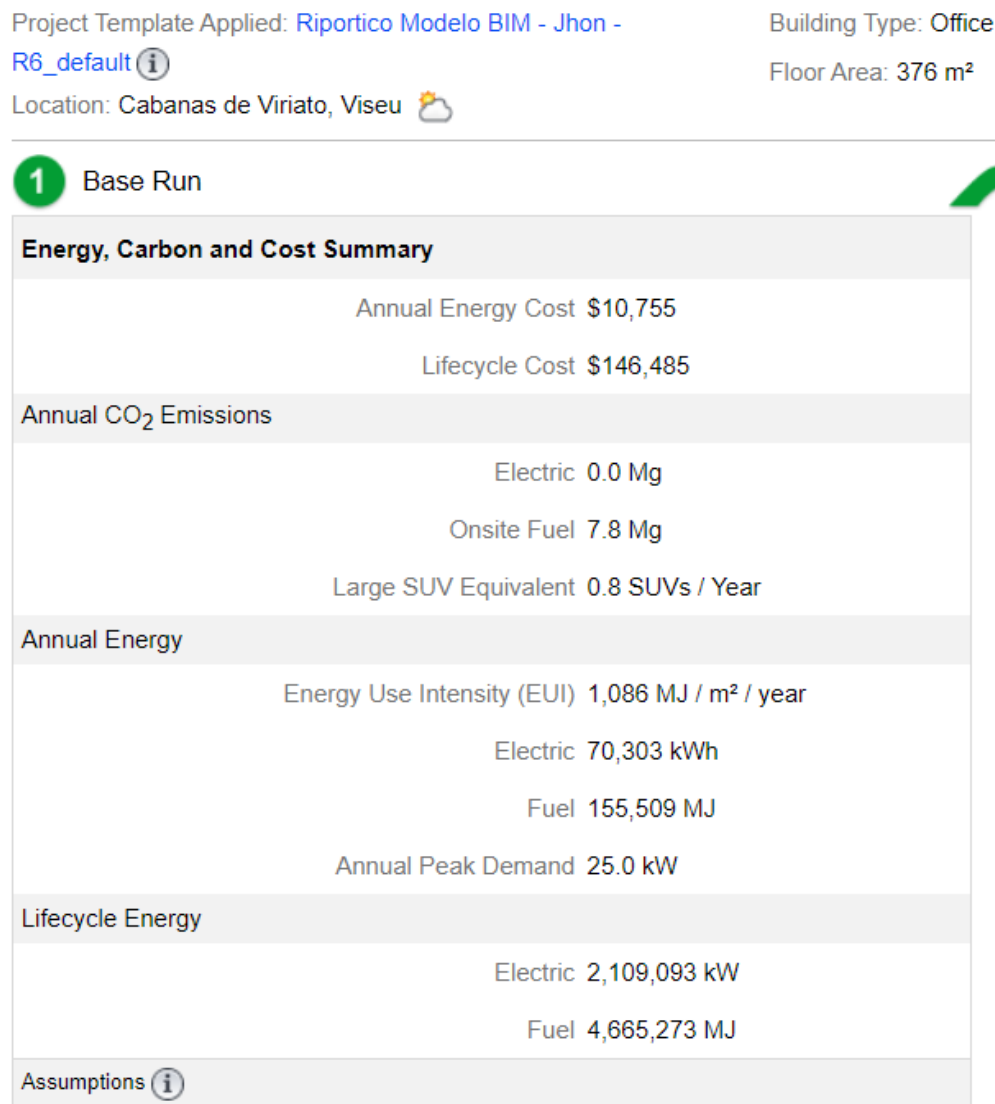 Project Template Applied: Riportico Modelo BIM - Jhon -
R6_default
Location: Cabanas de Viriato, Viseu
Building Type: Office
Floor Area: 376 m²
1 Base Run
Energy, Carbon and Cost Summary
Annual Energy Cost $10,755
Lifecycle Cost $146,485
Annual CO2 Emissions
Electric 0.0 Mg
Onsite Fuel 7.8 Mg
Large SUV Equivalent 0.8 SUVs / Year
Annual Energy
Energy Use Intensity (EUI) 1,086 MJ / m² / year
Electric 70,303 kWh
Fuel 155,509 MJ
Annual Peak Demand 25.0 kW
Lifecycle Energy
Electric 2,109,093 kW
Fuel 4,665,273 MJ
Assumptions